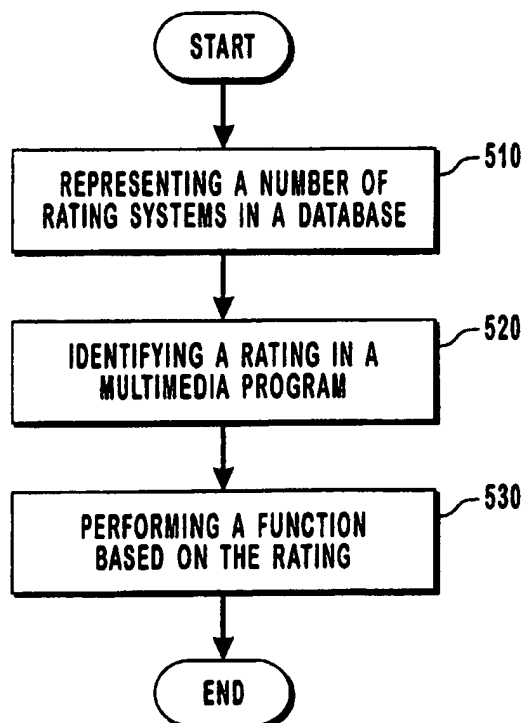 START
510
REPRESENTING A NUMBER OF
RATING SYSTEMS IN A DATABASE
520
IDENTIFYING A RATING IN A
MULTIMEDIA PROGRAM
530
PERFORMING A FUNCTION
BASED ON THE RATING
END